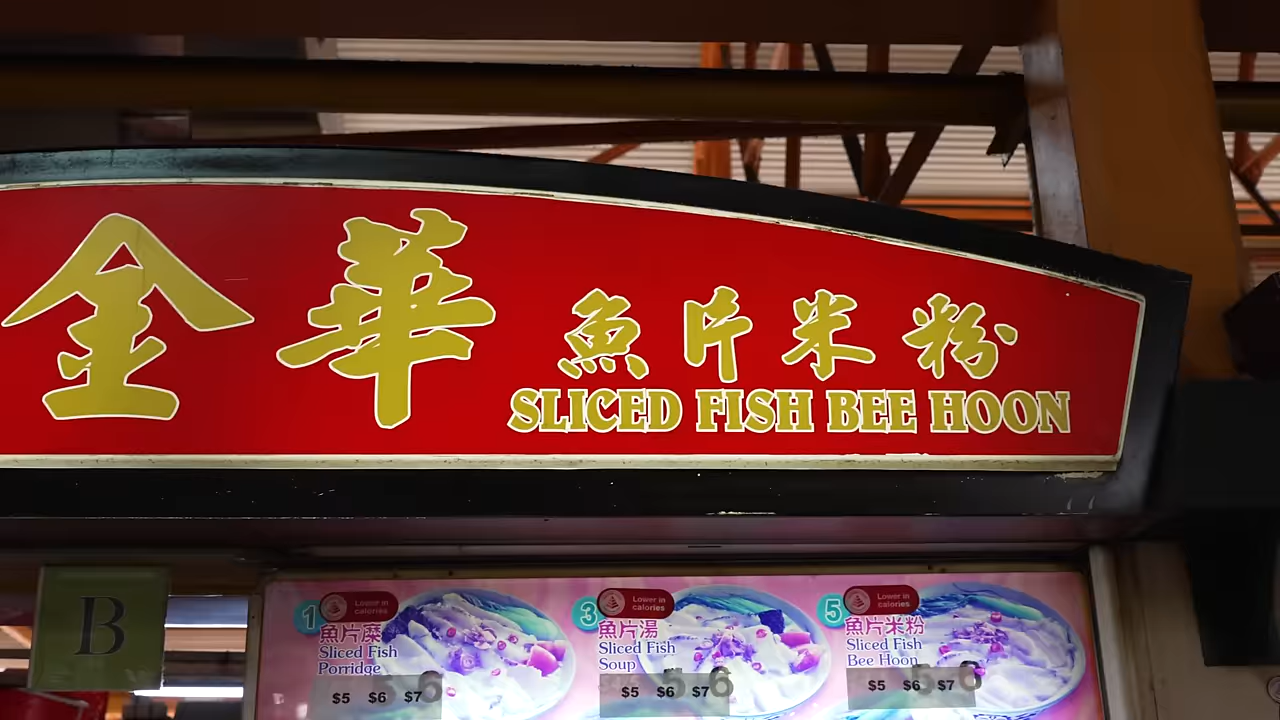 金華
魚片米粉
SLICED FISH BEE HOON
B
1
Lower in
calories
魚片糜
Sliced Fish
Porridge
$5 $6 $7
3
Lower in
calories
魚片湯
Sliced Fish
Soup
$5 $6 $7
5
Lower in
calories
魚片米粉
Sliced Fish
Bee Hoon
$5 $6 $7